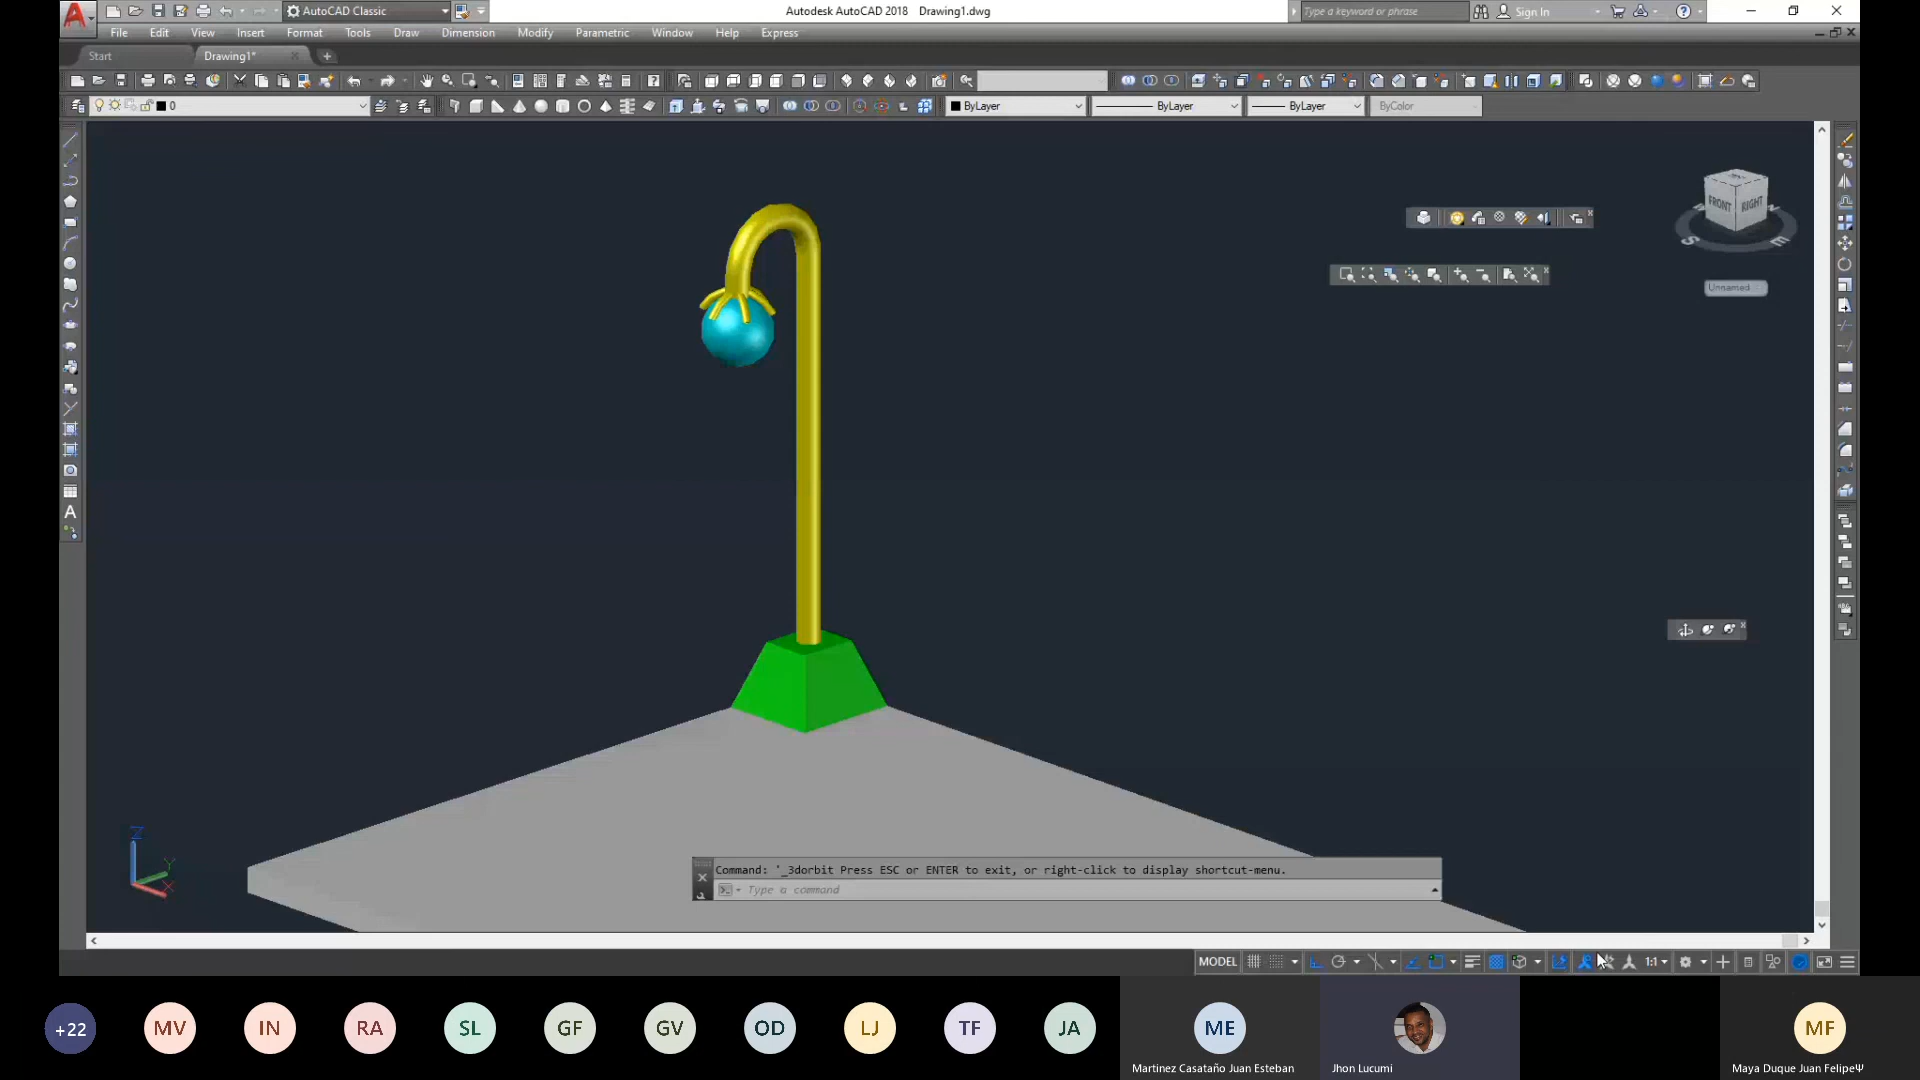 AutoCAD Classic
Autodesk AutoCAD 2018 Drawing1.dwg
Type a keyword or phrase
Sign In
File Edit View Insert Format Tools Draw Dimension Modify Parametric Window Help Express
Start Drawing1*
0 ByLayer ByLayer ByLayer ByColor
FRONT RIGHT
S E
Unnamed
A
Z
Y
X
Command: '_3dorbit Press ESC or ENTER to exit, or right-click to display shortcut-menu.
Type a command
MODEL 1:1
+22 MV IN RA SL GF GV OD LJ TF JA ME MF
Martinez Casataño Juan Esteban Jhon Lucumi Maya Duque Juan FelipeΨ